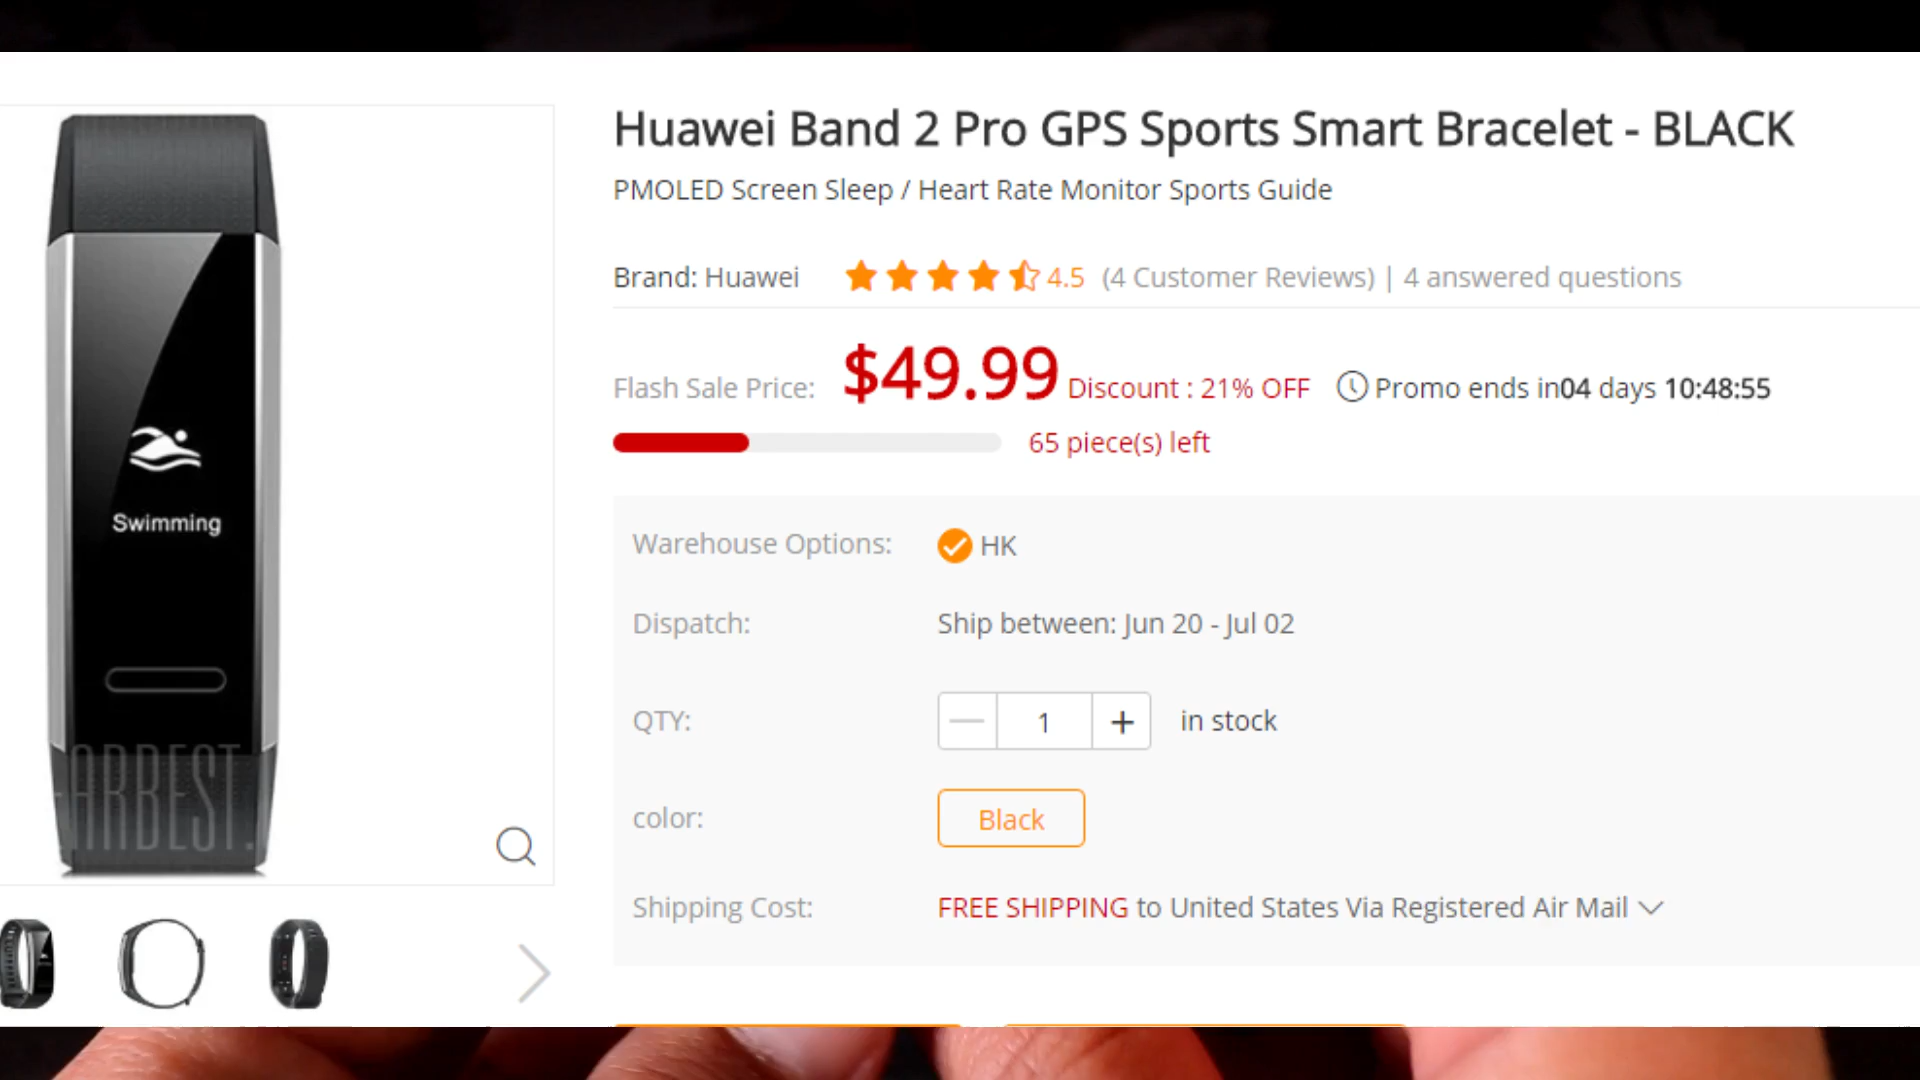 Huawei Band 2 Pro GPS Sports Smart Bracelet - BLACK
PMOLED Screen Sleep / Heart Rate Monitor Sports Guide
Brand: Huawei 4.5 (4 Customer Reviews) | 4 answered questions
Flash Sale Price: $49.99 Discount : 21% OFF Promo ends in04 days 10:48:55
65 piece(s) left
Warehouse Options: HK
Dispatch: Ship between: Jun 20 - Jul 02
QTY: 1 in stock
color: Black
Shipping Cost: FREE SHIPPING to United States Via Registered Air Mail
Swimming